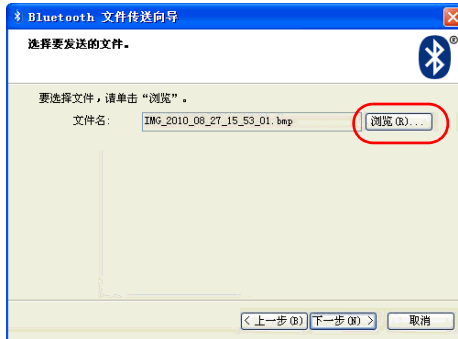 Bluetooth 文件传送向导
选择要发送的文件。
要选择文件，请单击“浏览”。
文件名: IMG_2010_08_27_15_53_01.bmp 浏览(R)...
< 上一步(B) 下一步(N) > 取消